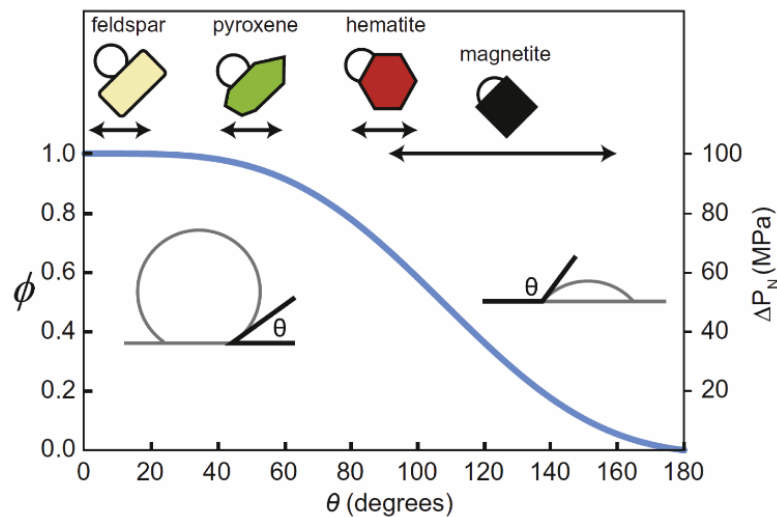 feldspar pyroxene hematite
magnetite
1.0 100
0.8 80
0.6 60
θ
ϕ ΔP_N (MPa)
θ
0.4 40
0.2 20
0.0
0 20 40 60 80 100 120 140 160 180
θ (degrees)